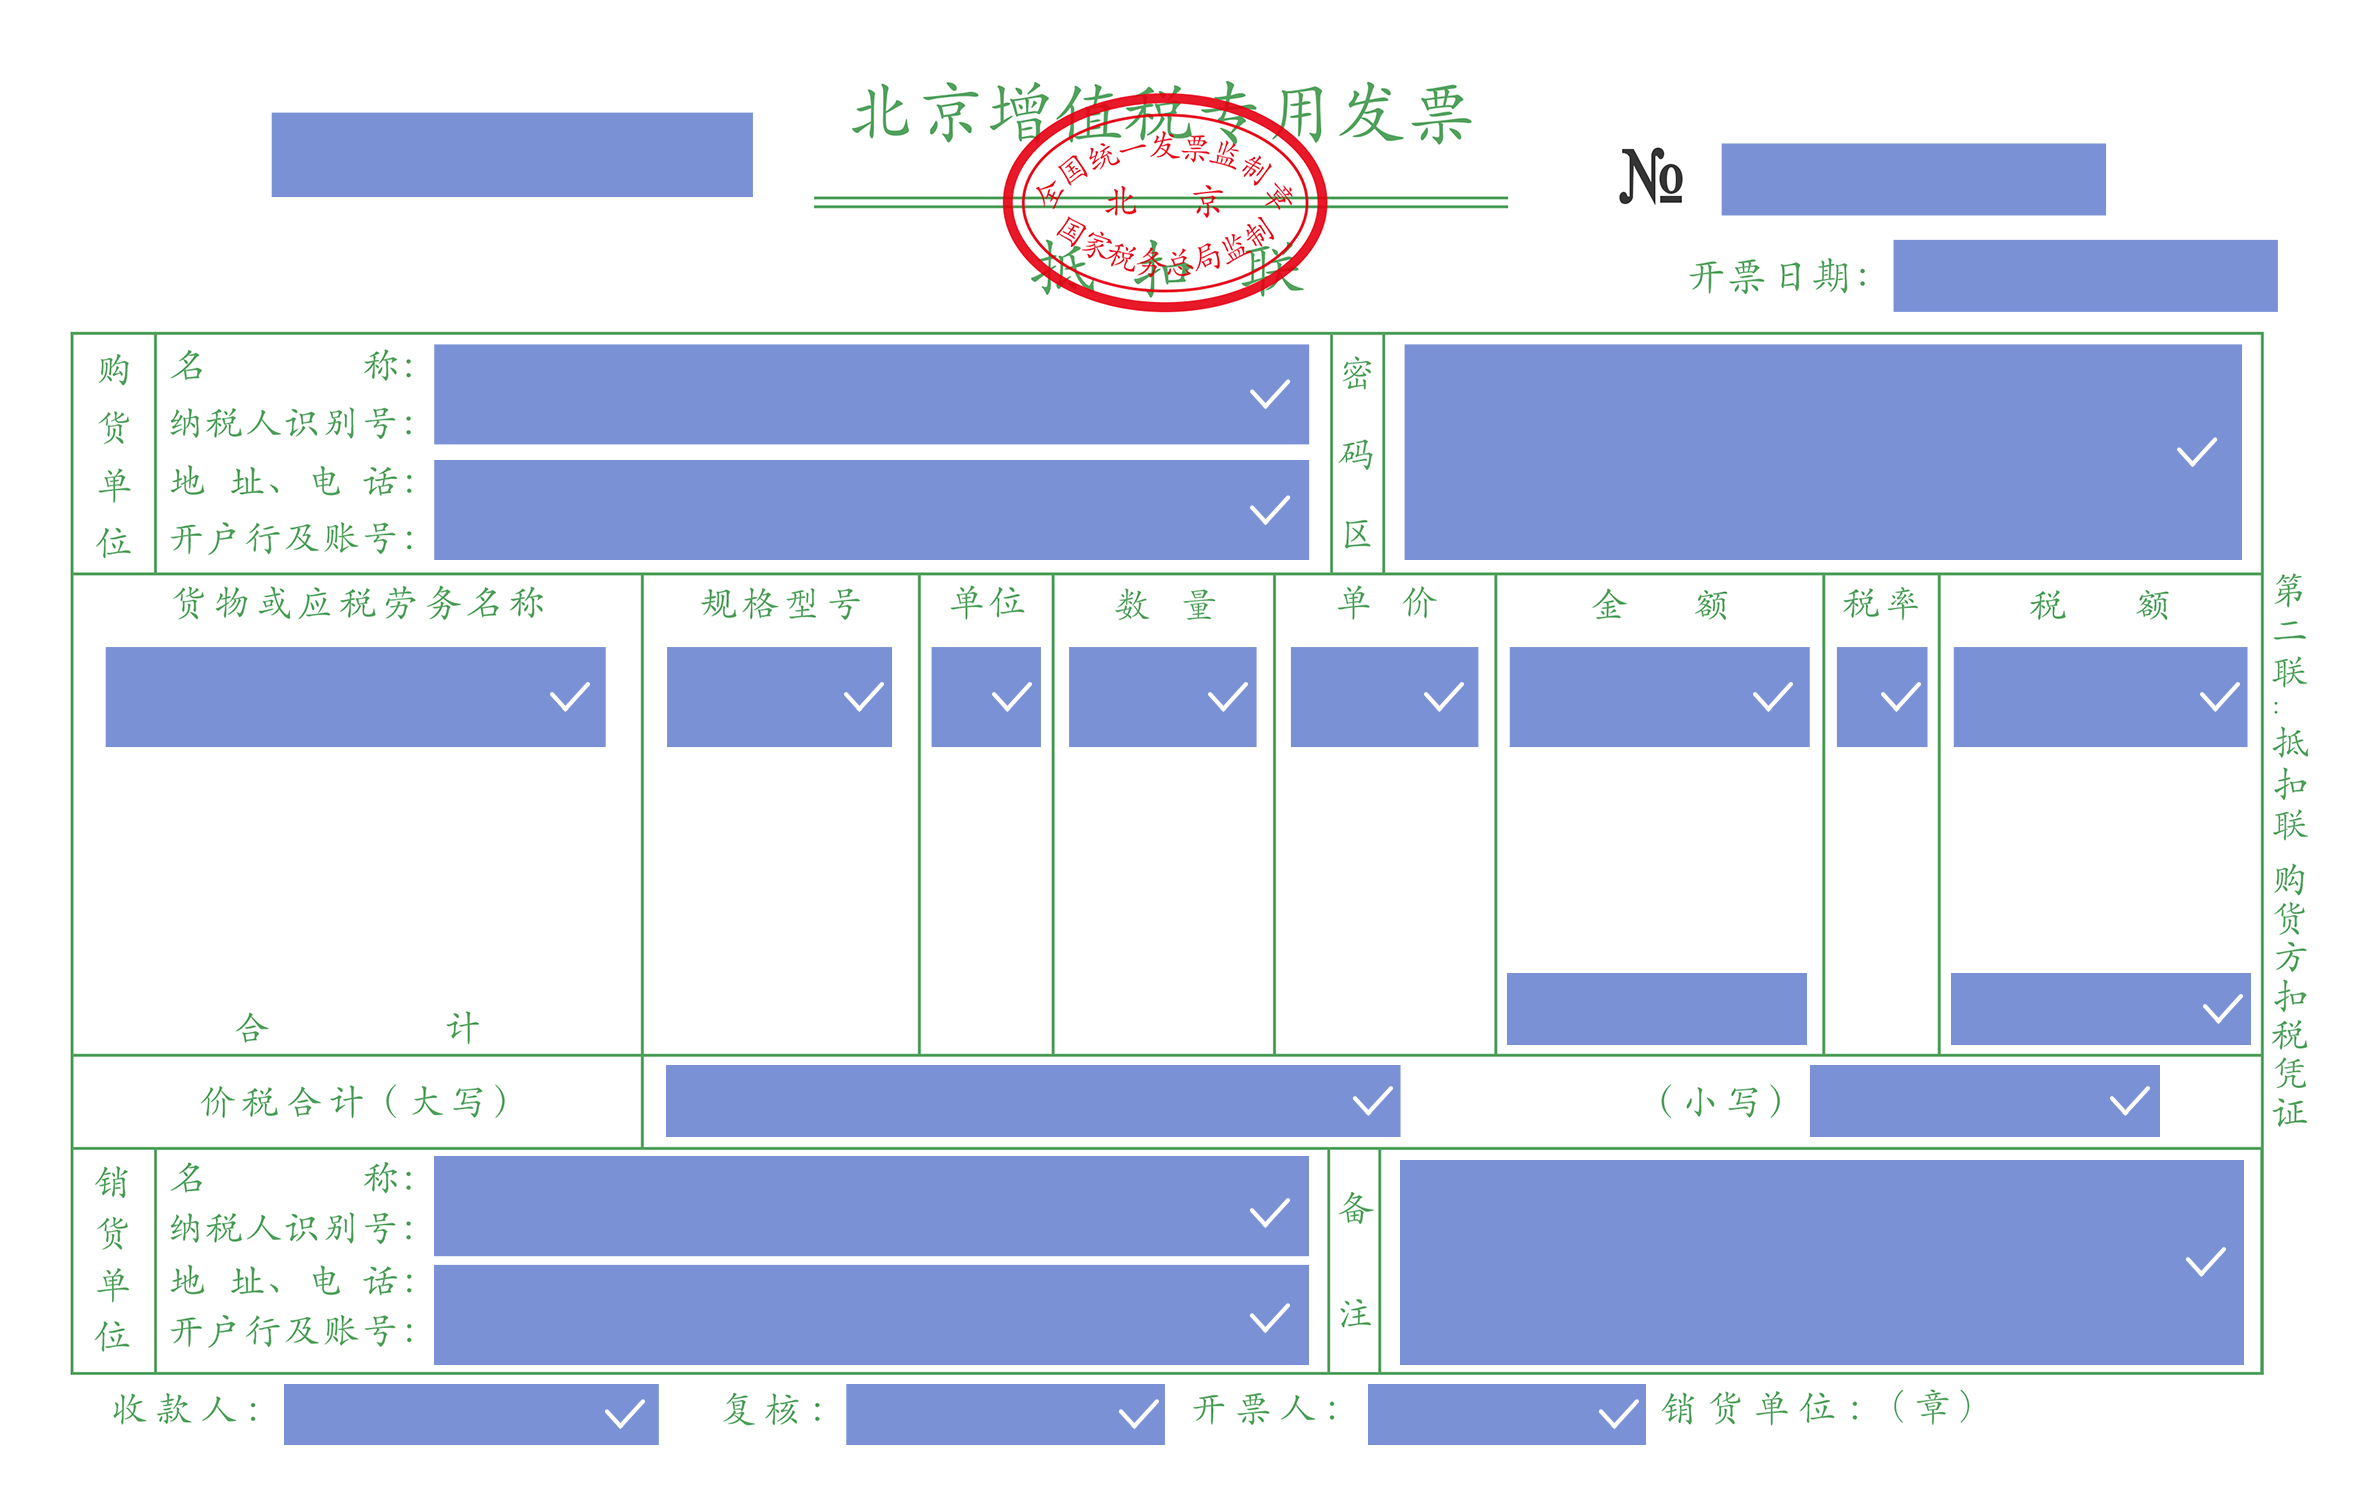 北京增值税专用发票
全国统一发票监制章
北 京
国家税务总局监制
抵扣联
№
开票日期：
购货单位
名 称：
纳税人识别号：
地 址、电 话：
开户行及账号：
密码区
货物或应税劳务名称 规格型号 单位 数 量 单 价 金 额 税率 税 额
合 计
价税合计（大写） （小写）
销货单位
名 称：
纳税人识别号：
地 址、电 话：
开户行及账号：
备注
收款人： 复核： 开票人： 销货单位：（章）
第二联：抵扣联 购货方扣税凭证